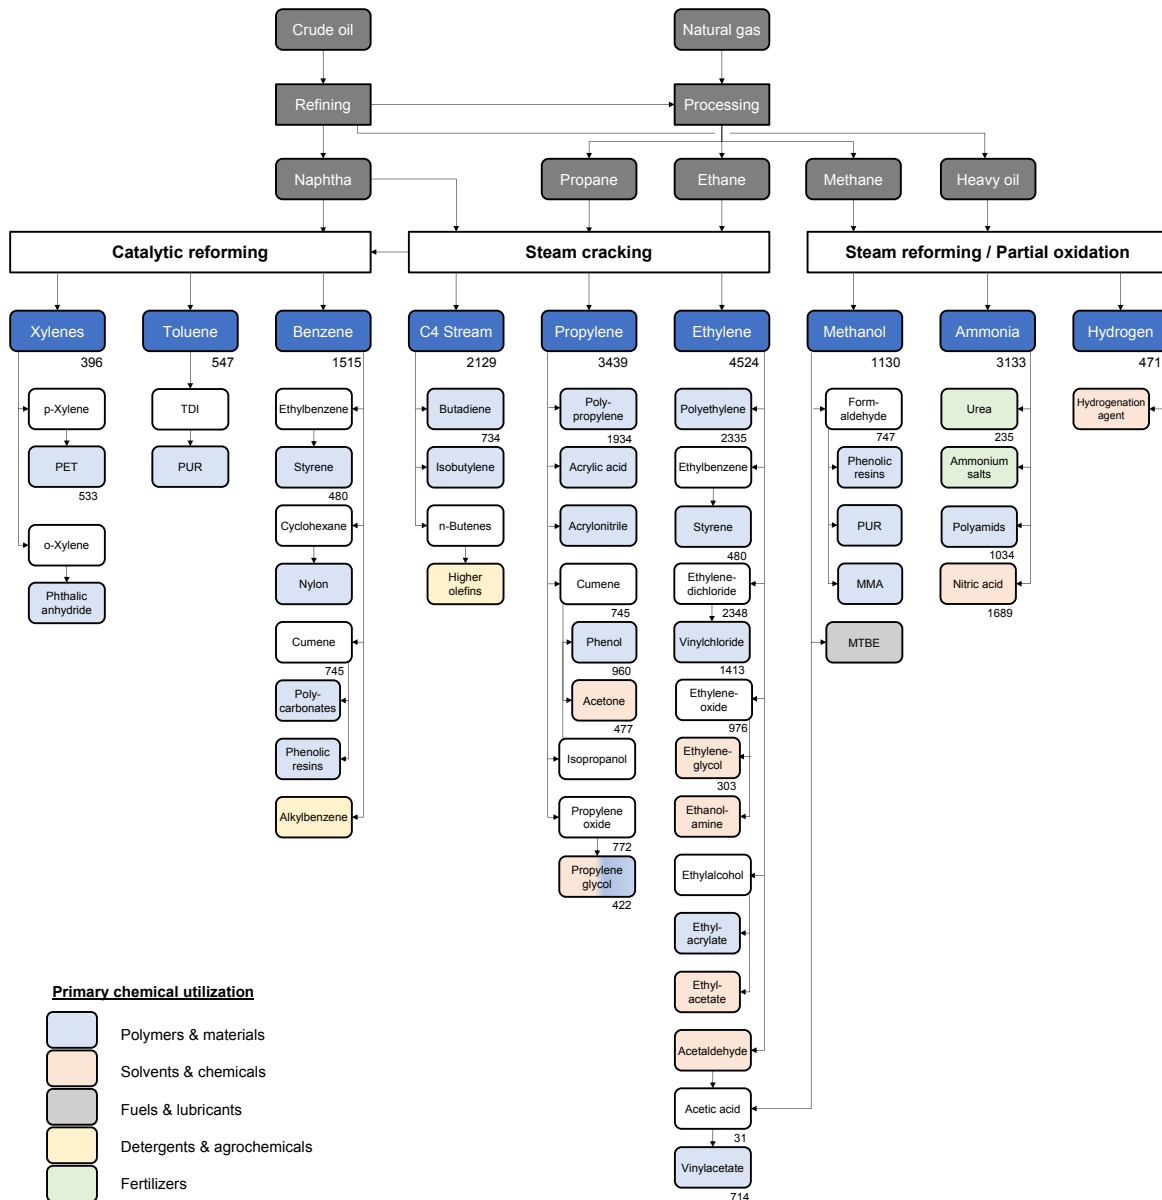 Crude oil
Natural gas
Refining
Processing
Naphtha
Propane
Ethane
Methane
Heavy oil
Catalytic reforming
Steam cracking
Steam reforming / Partial oxidation
Xylenes
Toluene
Benzene
C4 Stream
Propylene
Ethylene
Methanol
Ammonia
Hydrogen
396
547
1515
2129
3439
4524
1130
3133
471
p-Xylene
PET
533
o-Xylene
Phthalic
anhydride
TDI
PUR
Ethylbenzene
Styrene
480
Cyclohexane
Nylon
Cumene
745
Poly-
carbonates
Phenolic
resins
Alkylbenzene
Butadiene
734
Isobutylene
n-Butenes
Higher
olefins
Poly-
propylene
1934
Acrylic acid
Acrylonitrile
Cumene
745
Phenol
960
Acetone
477
Isopropanol
Propylene
oxide
772
Propylene
glycol
422
Polyethylene
2335
Ethylbenzene
Styrene
480
Ethylene-
dichloride
2348
Vinylchloride
1413
Ethylene-
oxide
976
Ethylene-
glycol
303
Ethanol-
amine
Ethylalcohol
Ethyl-
acrylate
Ethyl-
acetate
Acetaldehyde
Acetic acid
31
Vinylacetate
714
Form-
aldehyde
747
Phenolic
resins
PUR
MMA
MTBE
Urea
235
Ammonium
salts
Polyamids
1034
Nitric acid
1689
Hydrogenation
agent
Primary chemical utilization
Polymers & materials
Solvents & chemicals
Fuels & lubricants
Detergents & agrochemicals
Fertilizers